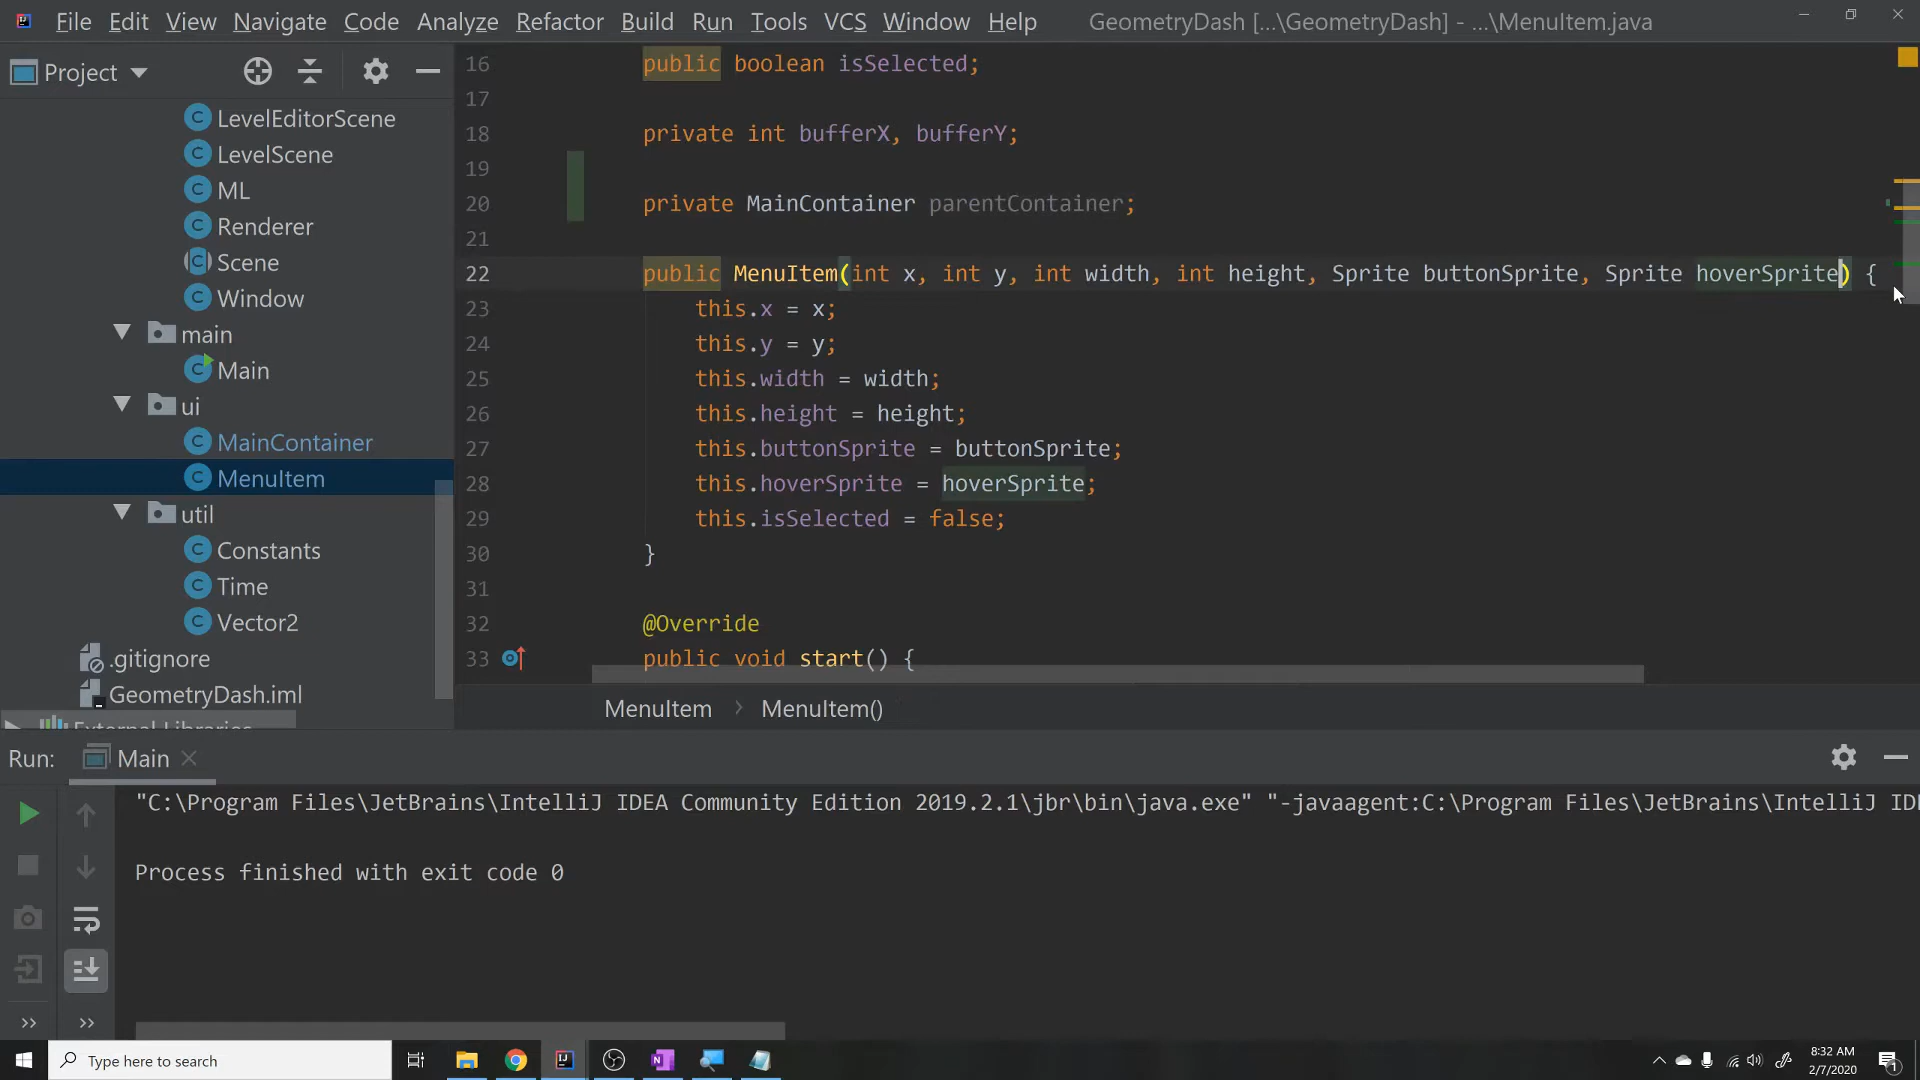 File Edit View Navigate Code Analyze Refactor Build Run Tools VCS Window Help GeometryDash [...\GeometryDash] - ...\MenuItem.java
Project
LevelEditorScene
LevelScene
ML
Renderer
Scene
Window
main
Main
ui
MainContainer
MenuItem
util
Constants
Time
Vector2
.gitignore
GeometryDash.iml
External Libraries
16 public boolean isSelected;
17
18 private int bufferX, bufferY;
19
20 private MainContainer parentContainer;
21
22 public MenuItem(int x, int y, int width, int height, Sprite buttonSprite, Sprite hoverSprite) {
23 this.x = x;
24 this.y = y;
25 this.width = width;
26 this.height = height;
27 this.buttonSprite = buttonSprite;
28 this.hoverSprite = hoverSprite;
29 this.isSelected = false;
30 }
31
32 @Override
33 public void start() {
MenuItem > MenuItem()
Run: Main
"C:\Program Files\JetBrains\IntelliJ IDEA Community Edition 2019.2.1\jbr\bin\java.exe" "-javaagent:C:\Program Files\JetBrains\IntelliJ IDE
Process finished with exit code 0
Type here to search
8:32 AM
2/7/2020
1